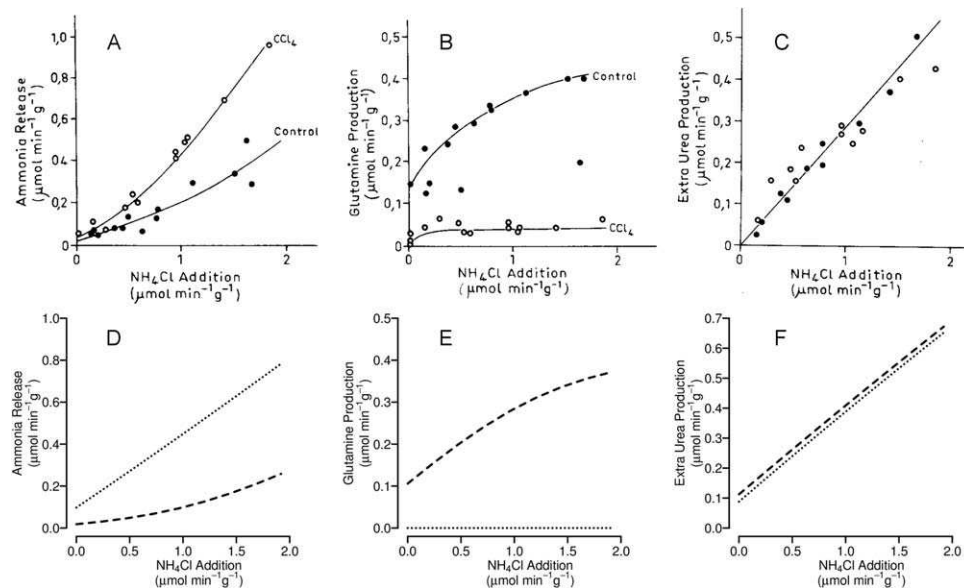 A
1,0
0,8
0,6
0,4
0,2
0
0
1
2
CCl₄
Control
Ammonia Release
(μmol min⁻¹g⁻¹)
NH₄Cl Addition
(μmol min⁻¹g⁻¹)
B
0,5
0,4
0,3
0,2
0,1
0
0
1
2
Control
CCl₄
Glutamine Production
(μmol min⁻¹ g⁻¹)
NH₄Cl Addition
(μmol min⁻¹g⁻¹)
C
0,5
0,4
0,3
0,2
0,1
0
0
1
2
Extra Urea Production
(μmol min⁻¹ g⁻¹)
NH₄Cl Addition
(μmol min⁻¹g⁻¹)
D
1.0
0.8
0.6
0.4
0.2
0.0
0.0
0.5
1.0
1.5
2.0
Ammonia Release
(μmol min⁻¹g⁻¹)
NH₄Cl Addition
(μmol min⁻¹g⁻¹)
E
0.5
0.4
0.3
0.2
0.1
0.0
0.0
0.5
1.0
1.5
2.0
Glutamine Production
(μmol min⁻¹g⁻¹)
NH₄Cl Addition
(μmol min⁻¹g⁻¹)
F
0.7
0.6
0.5
0.4
0.3
0.2
0.1
0.0
0.0
0.5
1.0
1.5
2.0
Extra Urea Production
(μmol min⁻¹g⁻¹)
NH₄Cl Addition
(μmol min⁻¹g⁻¹)